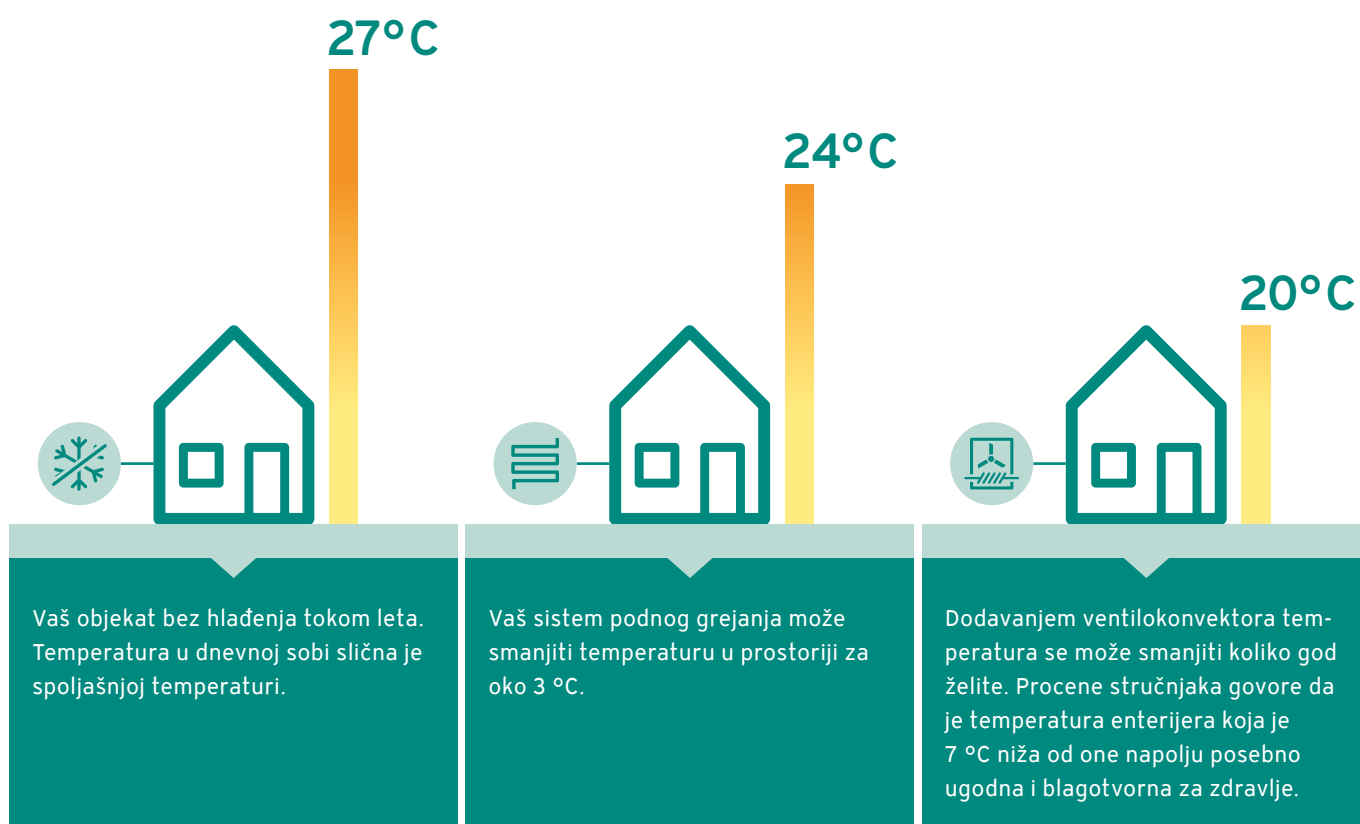 27°C
24°C
20°C
Vaš objekat bez hlađenja tokom leta.
Temperatura u dnevnoj sobi slična je
spoljašnjoj temperaturi.
Vaš sistem podnog grejanja može
smanjiti temperaturu u prostoriji za
oko 3 °C.
Dodavanjem ventilokonvektora tem-
peratura se može smanjiti koliko god
želite. Procene stručnjaka govore da
je temperatura enterijera koja je
7 °C niža od one napolju posebno
ugodna i blagotvorna za zdravlje.